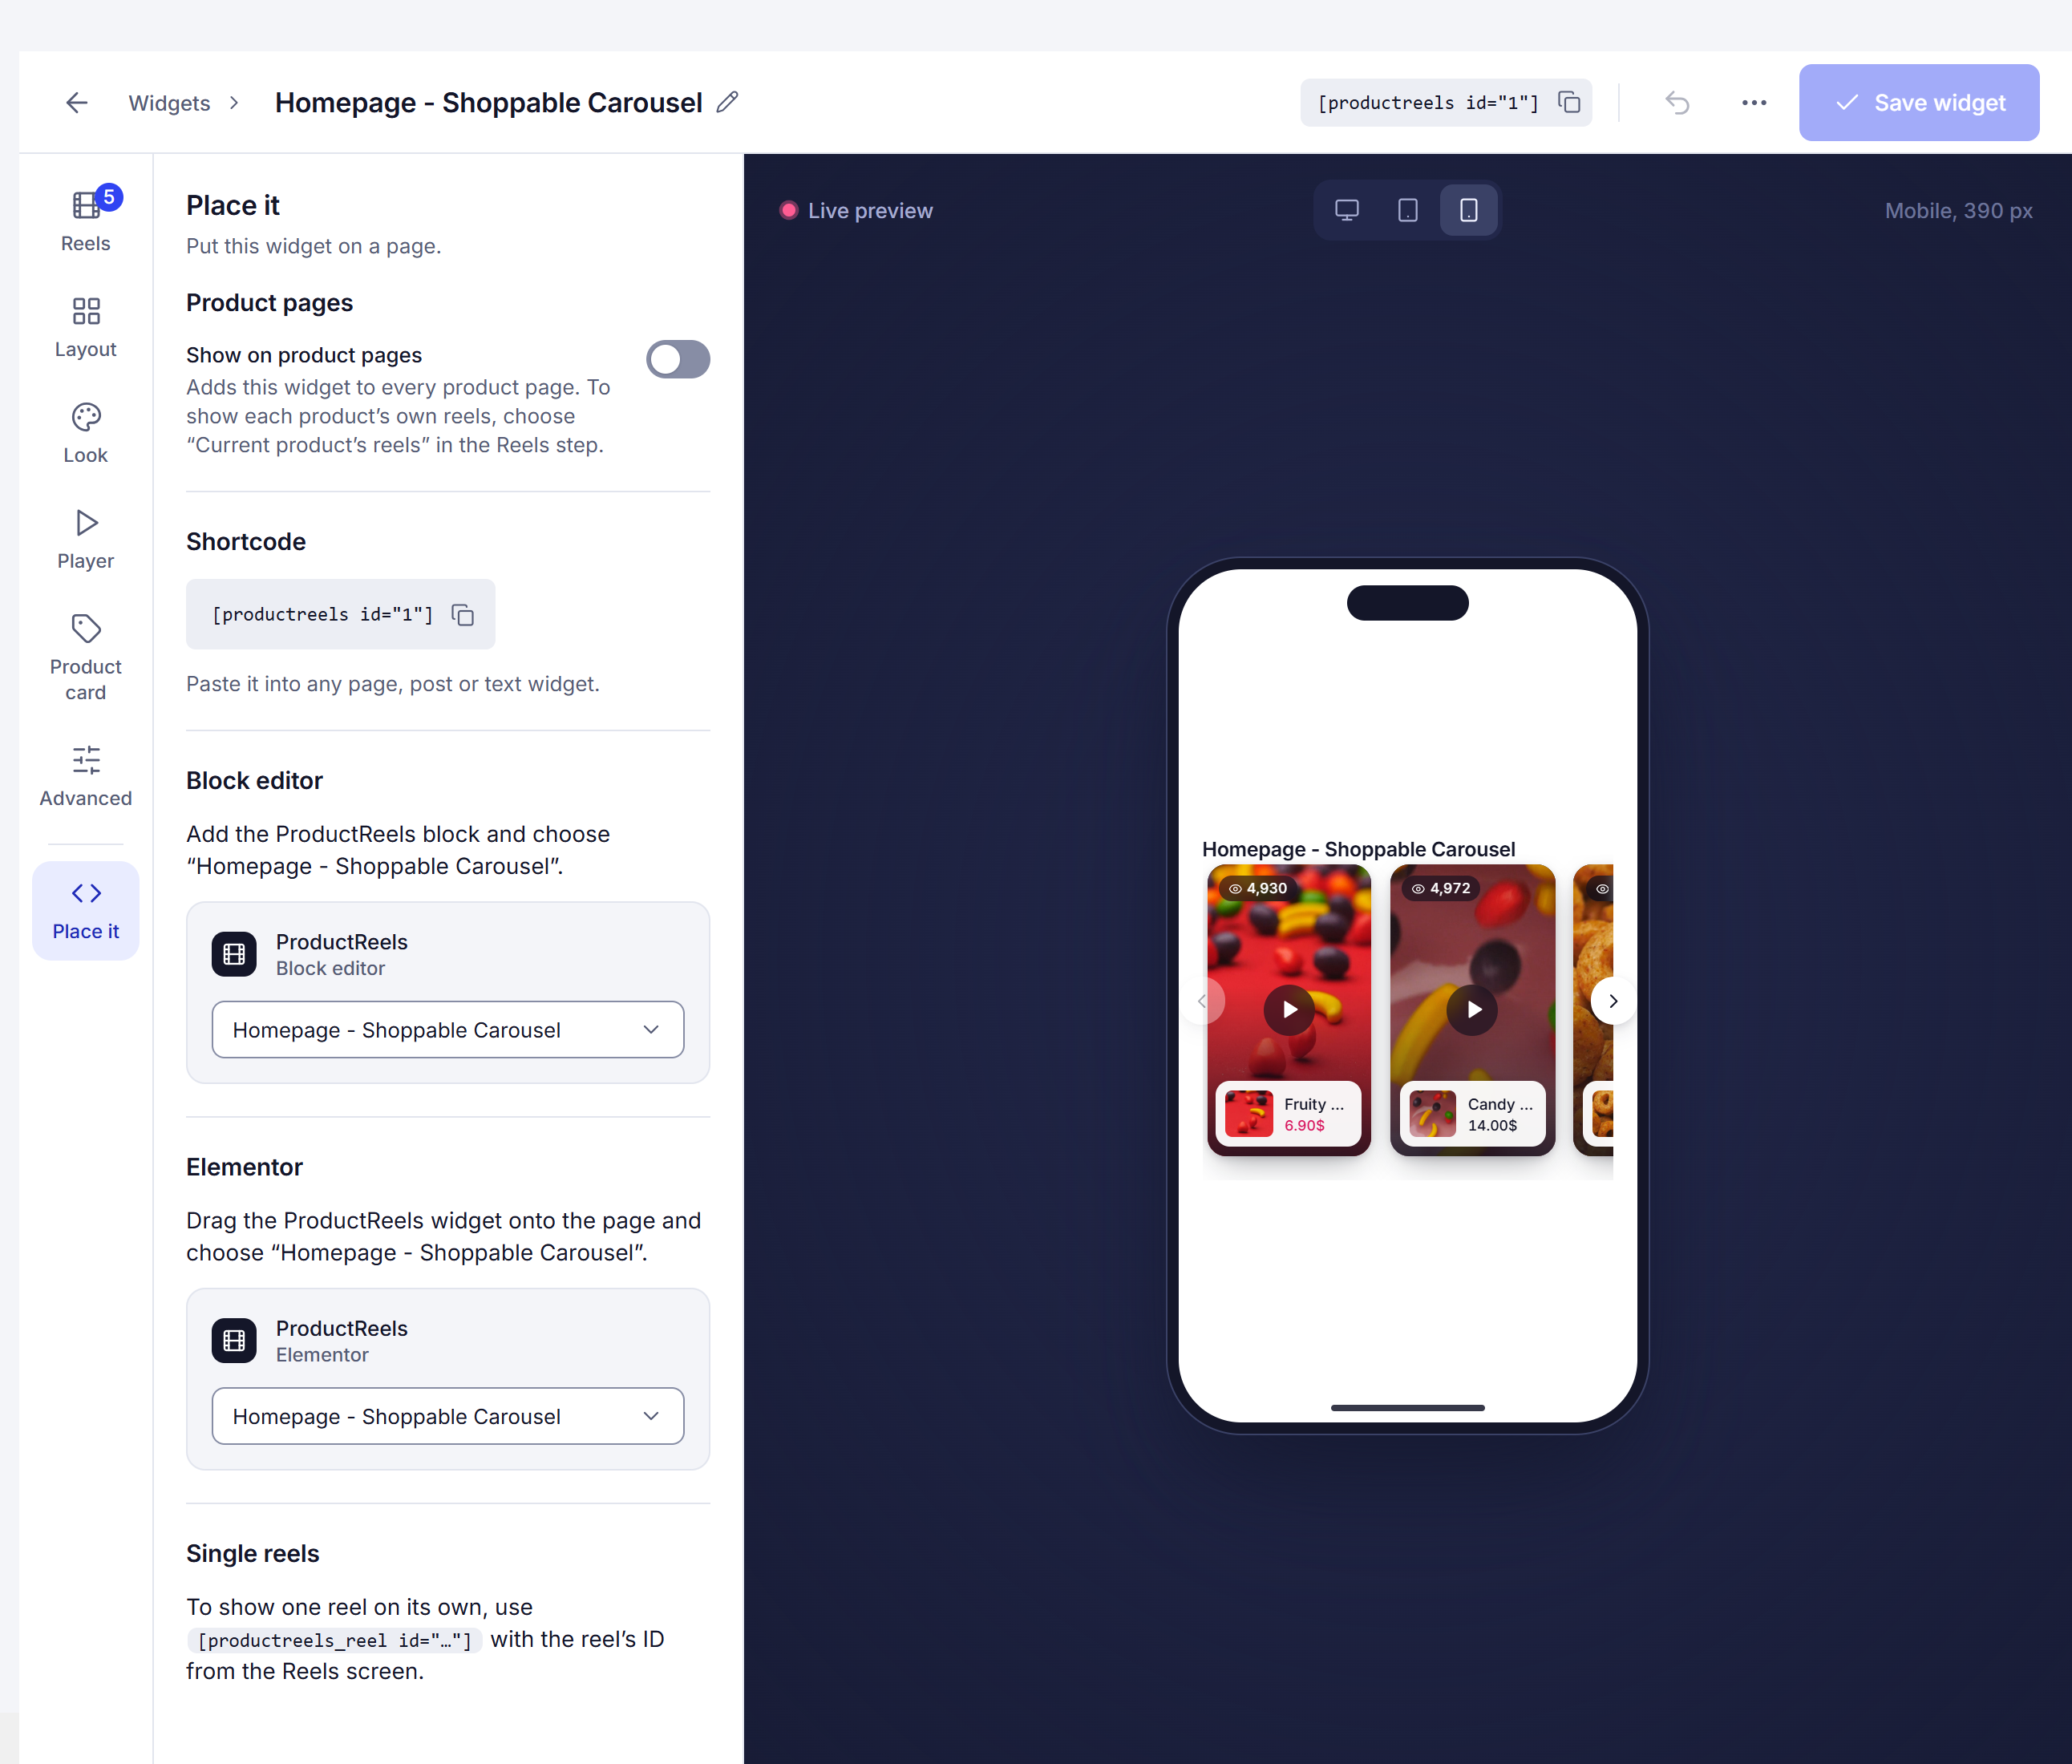 Widgets
Homepage - Shoppable Carousel
[productreels id="1"]
Save widget
5
Reels
Layout
Look
Player
Product
card
Advanced
Place it
Place it
Put this widget on a page.
Product pages
Show on product pages
Adds this widget to every product page. To
show each product’s own reels, choose
“Current product’s reels” in the Reels step.
Shortcode
[productreels id="1"]
Paste it into any page, post or text widget.
Block editor
Add the ProductReels block and choose
“Homepage - Shoppable Carousel”.
ProductReels
Block editor
Homepage - Shoppable Carousel
Elementor
Drag the ProductReels widget onto the page and
choose “Homepage - Shoppable Carousel”.
ProductReels
Elementor
Homepage - Shoppable Carousel
Single reels
To show one reel on its own, use
[productreels_reel id="…"] with the reel’s ID
from the Reels screen.
Live preview
Mobile, 390 px
Homepage - Shoppable Carousel
4,930
4,972
Fruity ...
6.90$
Candy ...
14.00$